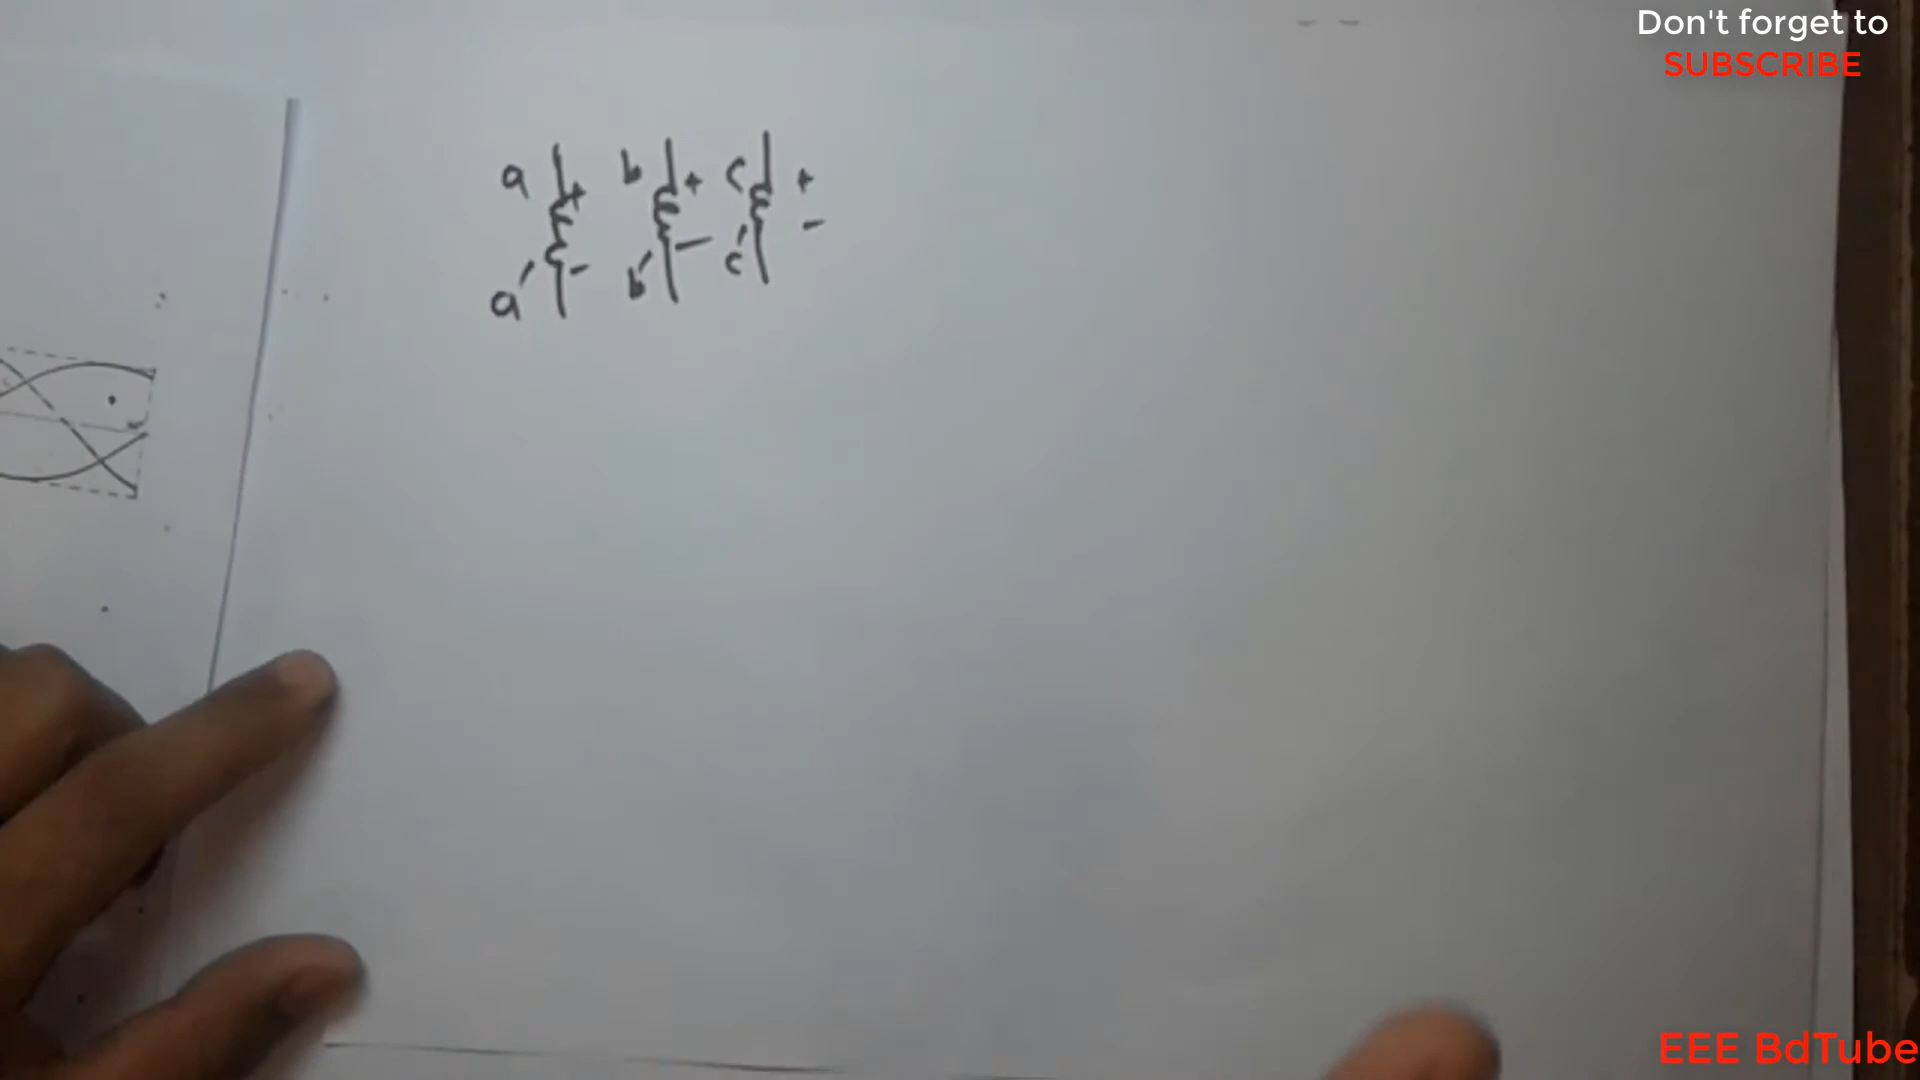 Don't forget to
SUBSCRIBE
a + b + c +
a' - b' - c' -
EEE BdTube